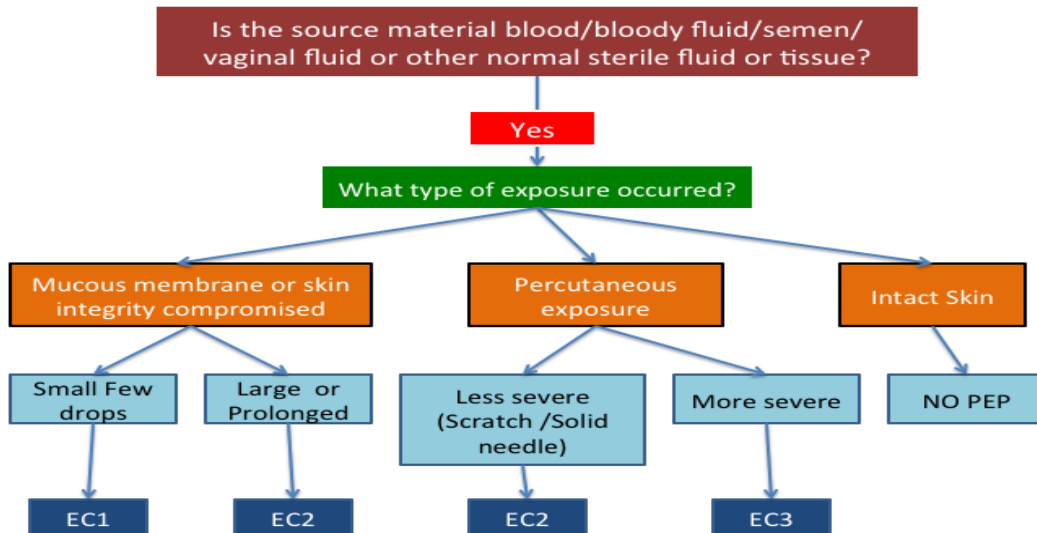 Is the source material blood/bloody fluid/semen/
vaginal fluid or other normal sterile fluid or tissue?
Yes
What type of exposure occurred?
Mucous membrane or skin
integrity compromised
Percutaneous
exposure
Intact Skin
Small Few
drops
Large or
Prolonged
Less severe
(Scratch /Solid
needle)
More severe
NO PEP
EC1
EC2
EC2
EC3